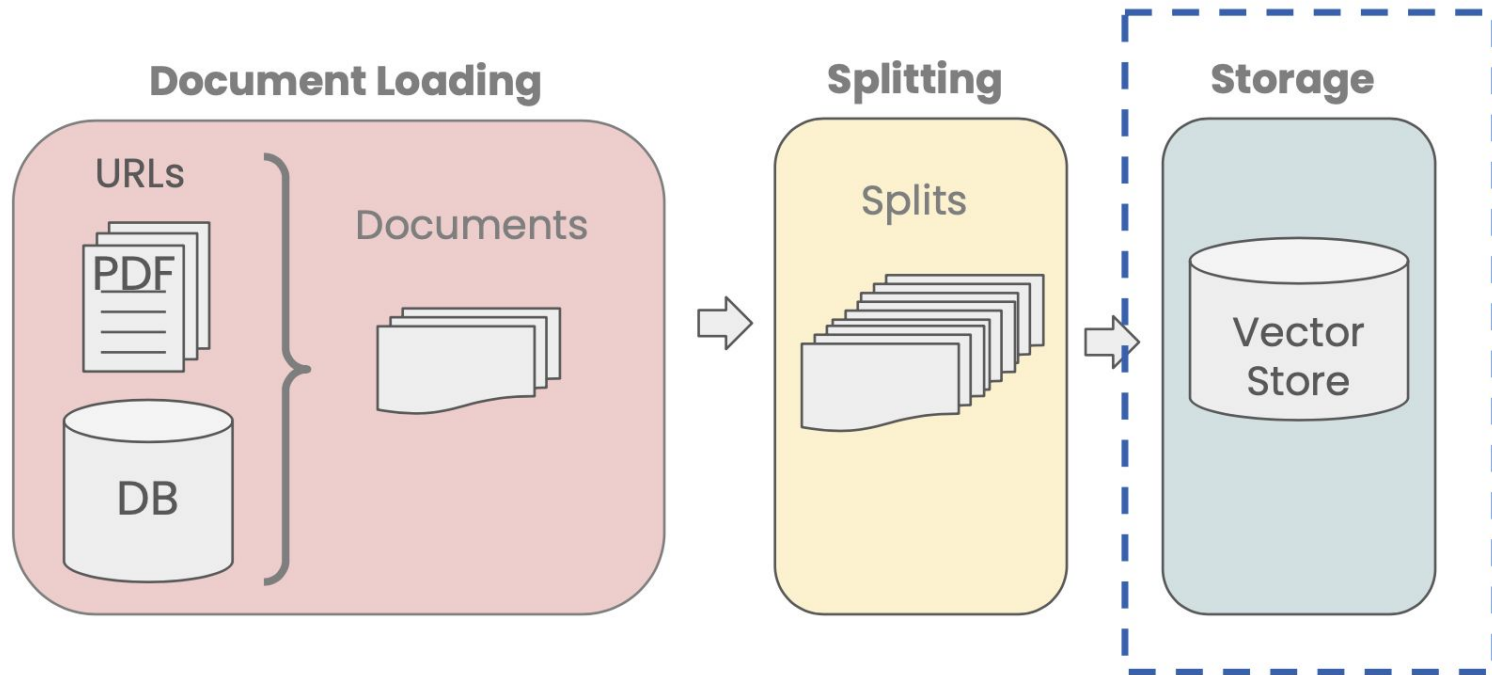 Document Loading
URLs
PDF
DB
Documents
Splitting
Splits
Storage
Vector
Store